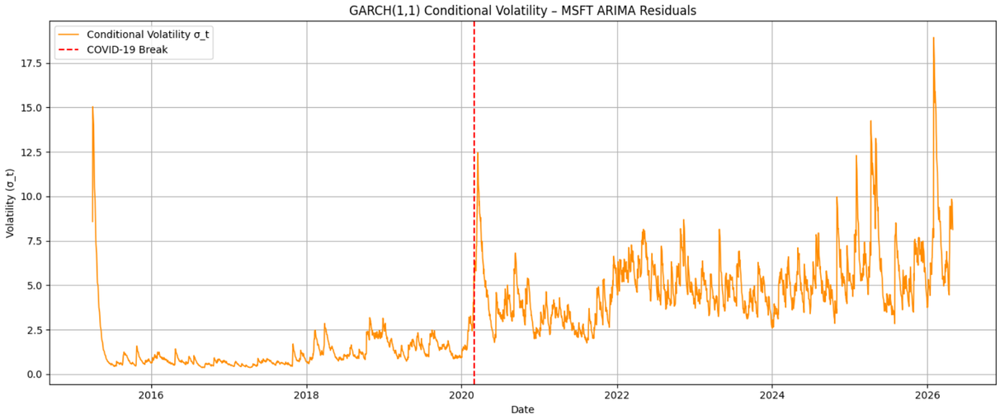 GARCH(1,1) Conditional Volatility – MSFT ARIMA Residuals
Conditional Volatility σ_t
COVID-19 Break
Volatility (σ_t)
17.5
15.0
12.5
10.0
7.5
5.0
2.5
0.0
2016 2018 2020 2022 2024 2026
Date